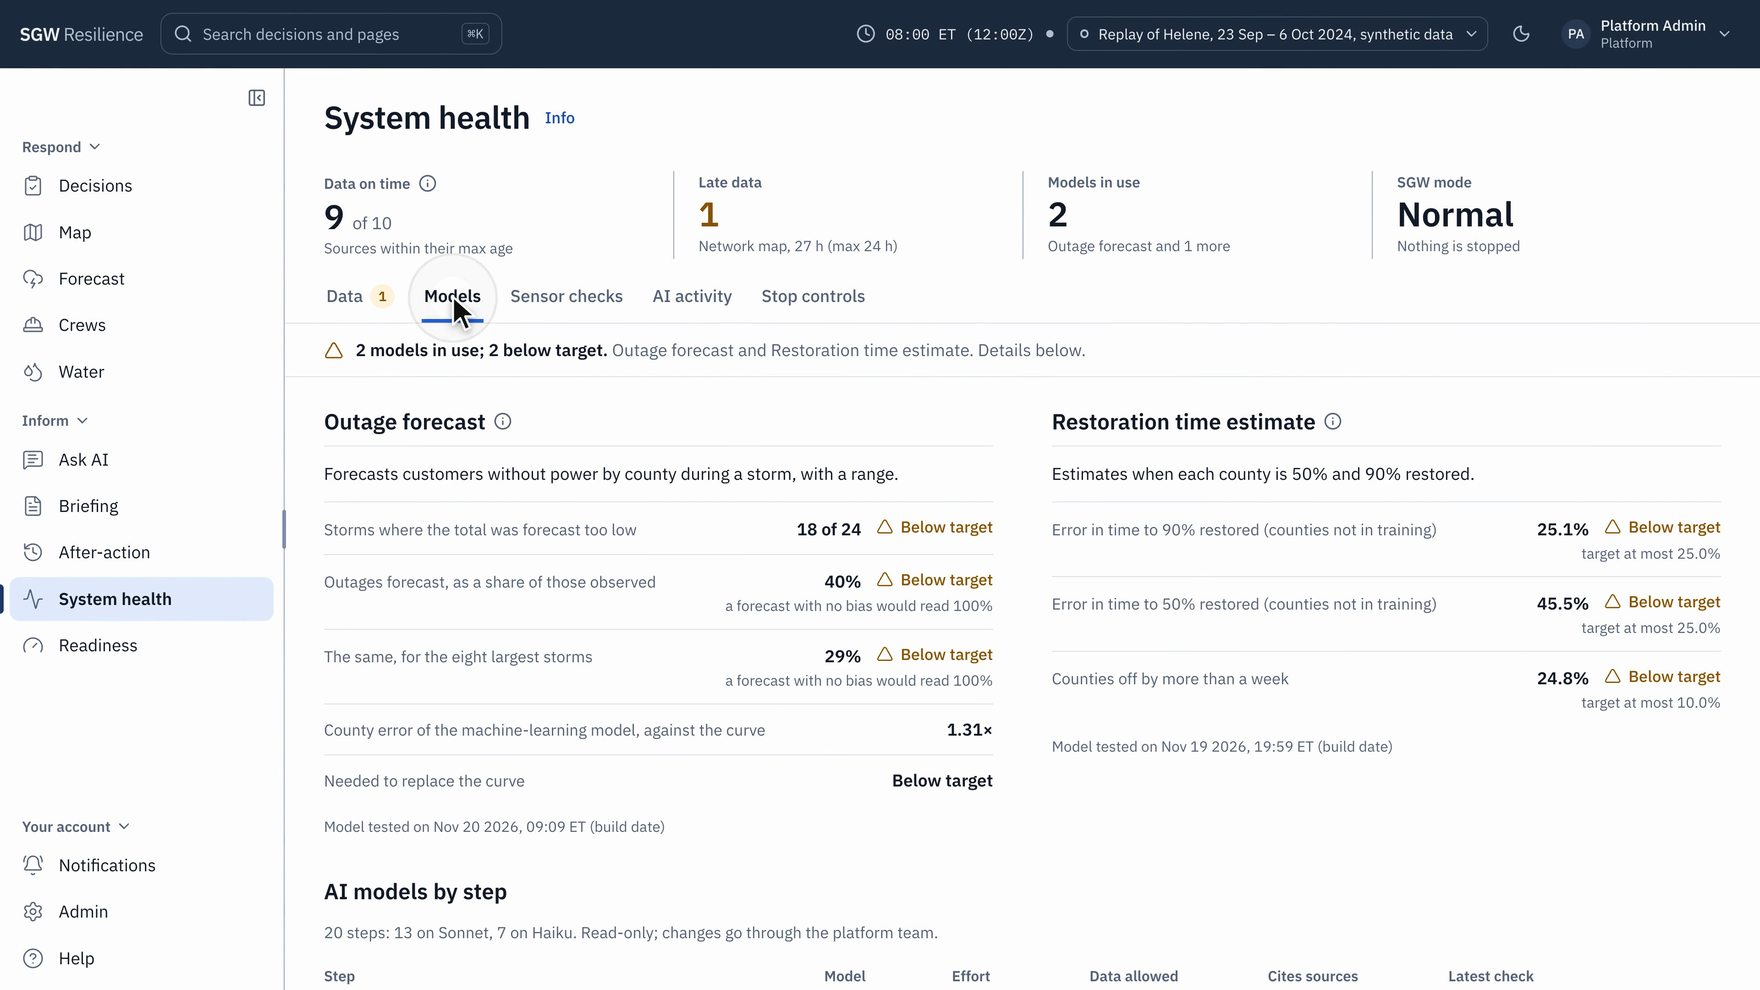 SGW Resilience
Search decisions and pages
⌘K
08:00 ET (12:00Z)
Replay of Helene, 23 Sep – 6 Oct 2024, synthetic data
PA
Platform Admin
Platform
Respond
Decisions
Map
Forecast
Crews
Water
Inform
Ask AI
Briefing
After-action
System health
Readiness
Your account
Notifications
Admin
Help
System health
Info
Data on time
9 of 10
Sources within their max age
Late data
1
Network map, 27 h (max 24 h)
Models in use
2
Outage forecast and 1 more
SGW mode
Normal
Nothing is stopped
Data 1
Models
Sensor checks
AI activity
Stop controls
2 models in use; 2 below target. Outage forecast and Restoration time estimate. Details below.
Outage forecast
Forecasts customers without power by county during a storm, with a range.
Storms where the total was forecast too low 18 of 24 Below target
Outages forecast, as a share of those observed 40% Below target
a forecast with no bias would read 100%
The same, for the eight largest storms 29% Below target
a forecast with no bias would read 100%
County error of the machine-learning model, against the curve 1.31×
Needed to replace the curve Below target
Model tested on Nov 20 2026, 09:09 ET (build date)
Restoration time estimate
Estimates when each county is 50% and 90% restored.
Error in time to 90% restored (counties not in training) 25.1% Below target
target at most 25.0%
Error in time to 50% restored (counties not in training) 45.5% Below target
target at most 25.0%
Counties off by more than a week 24.8% Below target
target at most 10.0%
Model tested on Nov 19 2026, 19:59 ET (build date)
AI models by step
20 steps: 13 on Sonnet, 7 on Haiku. Read-only; changes go through the platform team.
Step Model Effort Data allowed Cites sources Latest check